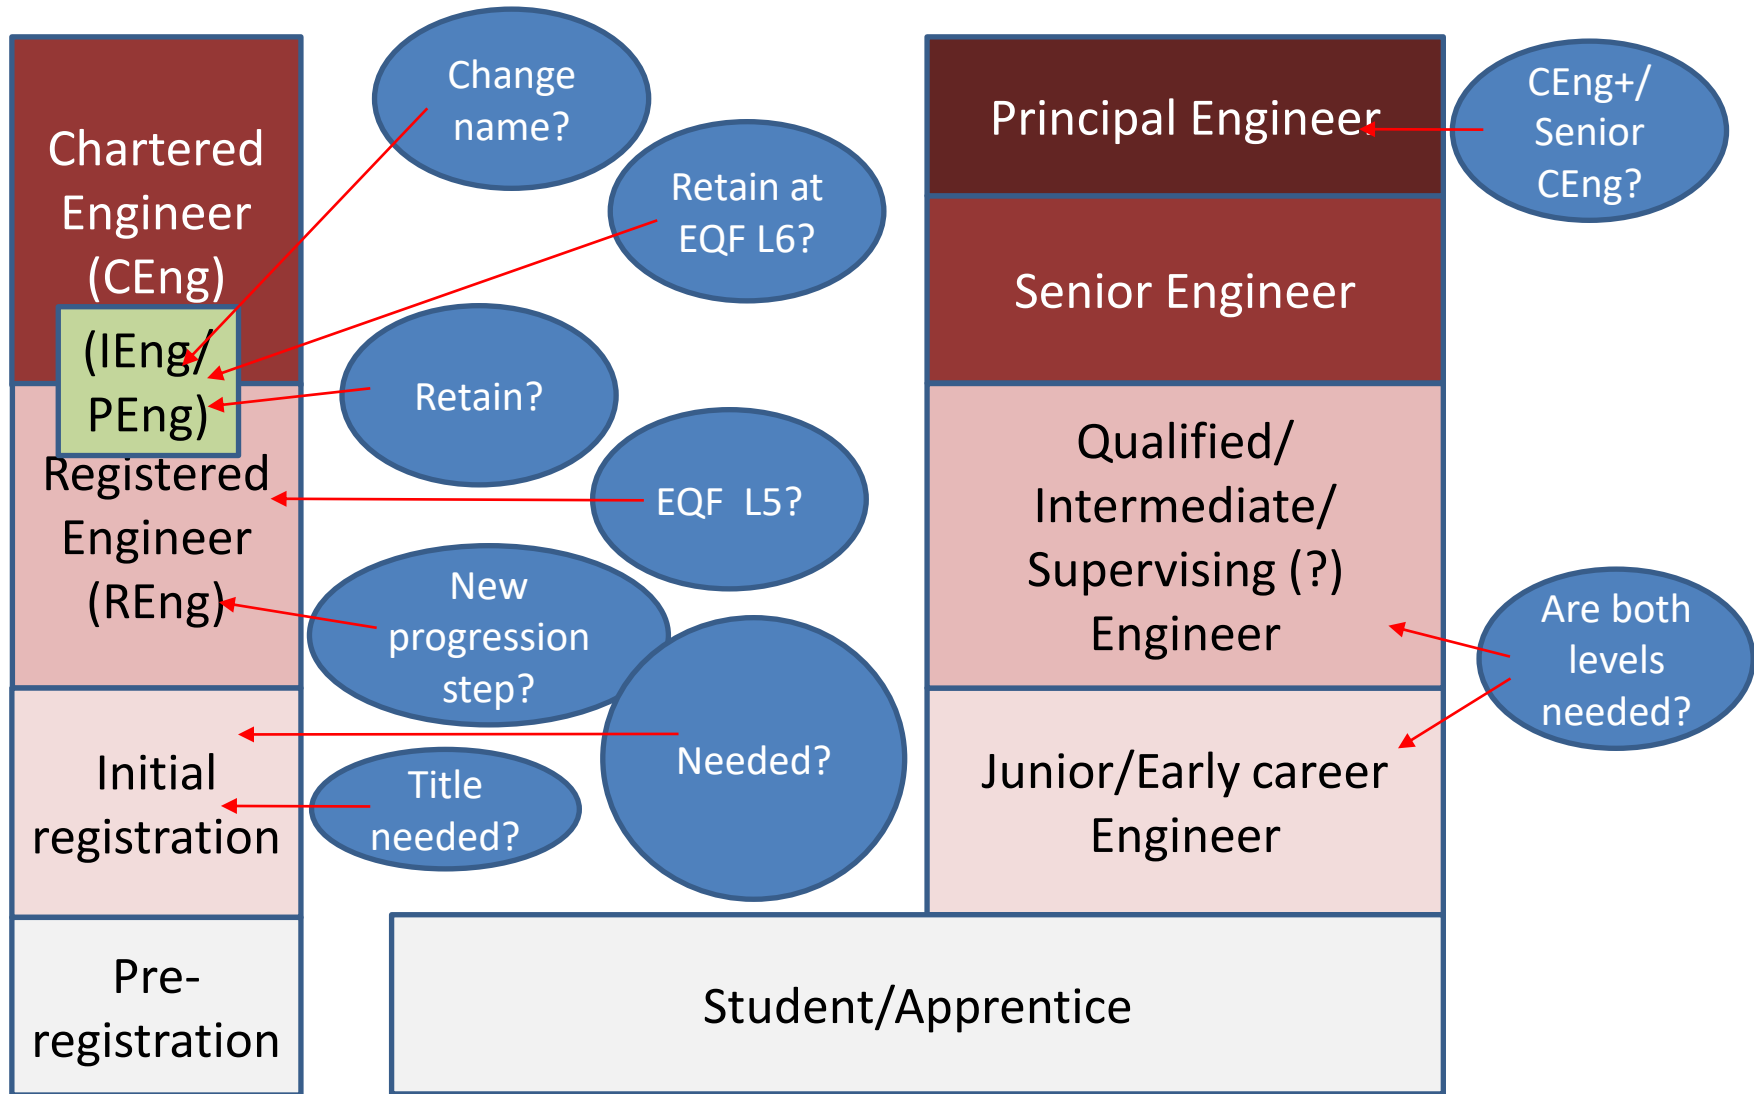 Chartered
Engineer
(CEng)
(IEng/
PEng)
Registered
Engineer
(REng)
Initial
registration
Pre-
registration
Change
name?
Retain at
EQF L6?
Retain?
EQF  L5?
New
progression
step?
Needed?
Title
needed?
Principal Engineer
Senior Engineer
Qualified/
Intermediate/
Supervising (?)
Engineer
Junior/Early career
Engineer
Student/Apprentice
CEng+/
Senior
CEng?
Are both
levels
needed?